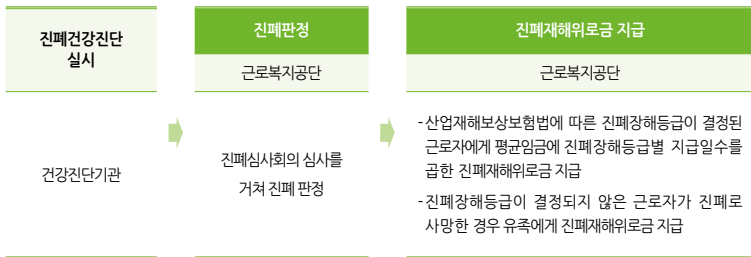 진폐건강진단
실시
건강진단기관
진폐판정
근로복지공단
진폐심사회의 심사를
거쳐 진폐 판정
진폐재해위로금 지급
근로복지공단
- 산업재해보상보험법에 따른 진폐장해등급이 결정된
근로자에게 평균임금에 진폐장해등급별 지급일수를
곱한 진폐재해위로금 지급
- 진폐장해등급이 결정되지 않은 근로자가 진폐로
사망한 경우 유족에게 진폐재해위로금 지급